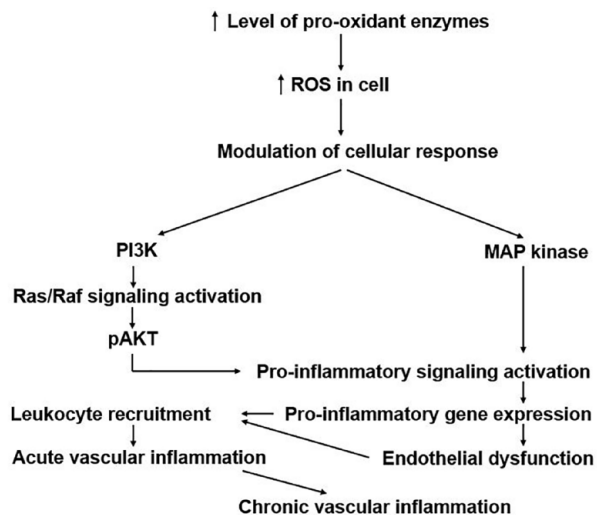 ↑ Level of pro-oxidant enzymes
↑ ROS in cell
Modulation of cellular response
PI3K
MAP kinase
Ras/Raf signaling activation
pAKT
Pro-inflammatory signaling activation
Leukocyte recruitment
Pro-inflammatory gene expression
Acute vascular inflammation
Endothelial dysfunction
Chronic vascular inflammation